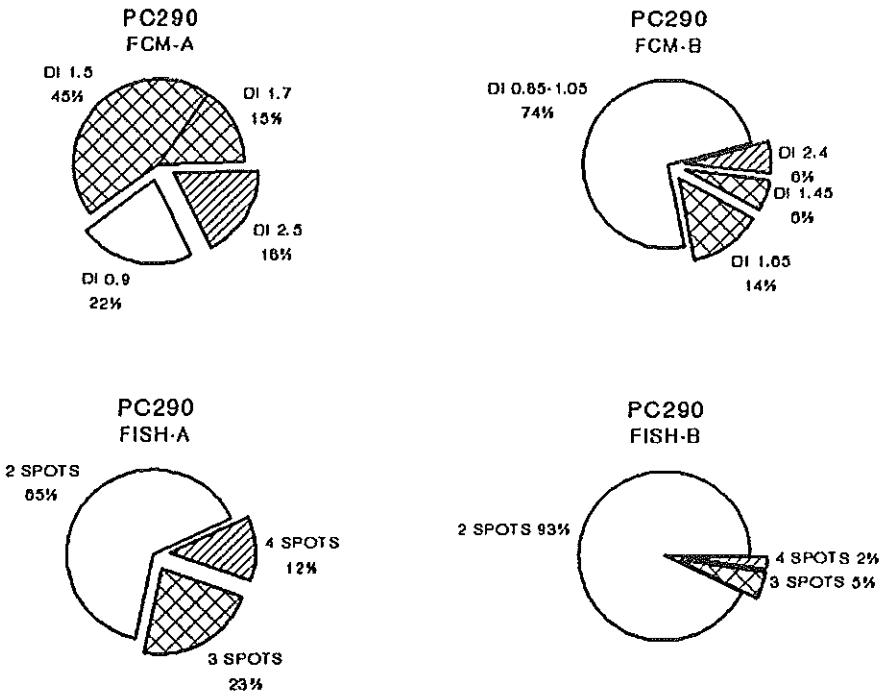 PC290
FCM-A
DI 1.5
45%
DI 1.7
15%
DI 2.5
18%
DI 0.9
22%
PC290
FCM-B
DI 0.85-1.05
74%
DI 2.4
6%
DI 1.45
6%
DI 1.65
14%
PC290
FISH-A
2 SPOTS
65%
4 SPOTS
12%
3 SPOTS
23%
PC290
FISH-B
2 SPOTS 93%
4 SPOTS 2%
3 SPOTS 5%